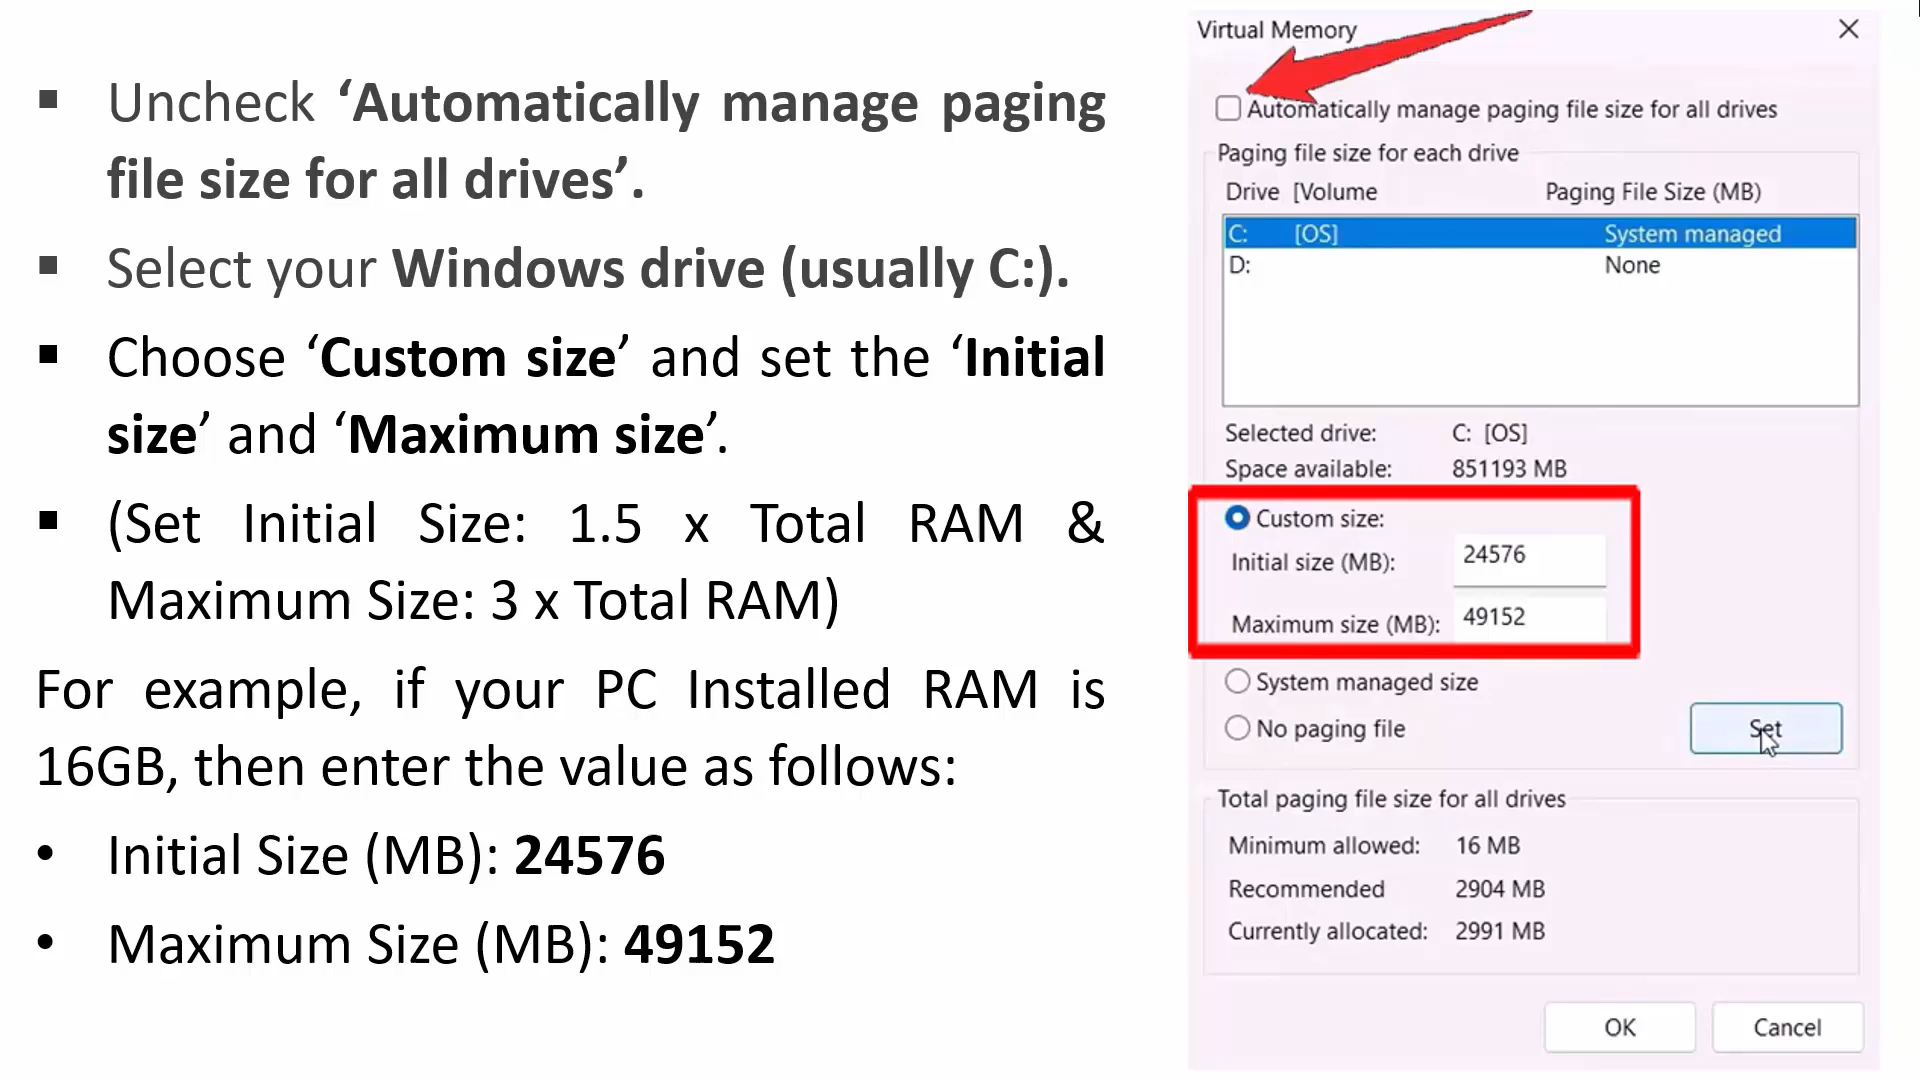 ▪ Uncheck ‘Automatically manage paging
file size for all drives’.
▪ Select your Windows drive (usually C:).
▪ Choose ‘Custom size’ and set the ‘Initial
size’ and ‘Maximum size’.
▪ (Set Initial Size: 1.5 x Total RAM &
Maximum Size: 3 x Total RAM)
For example, if your PC Installed RAM is
16GB, then enter the value as follows:
• Initial Size (MB): 24576
• Maximum Size (MB): 49152
Virtual Memory
Automatically manage paging file size for all drives
Paging file size for each drive
Drive [Volume Paging File Size (MB)
C: [OS] System managed
D: None
Selected drive: C: [OS]
Space available: 851193 MB
Custom size:
Initial size (MB): 24576
Maximum size (MB): 49152
System managed size
No paging file Set
Total paging file size for all drives
Minimum allowed: 16 MB
Recommended 2904 MB
Currently allocated: 2991 MB
OK Cancel